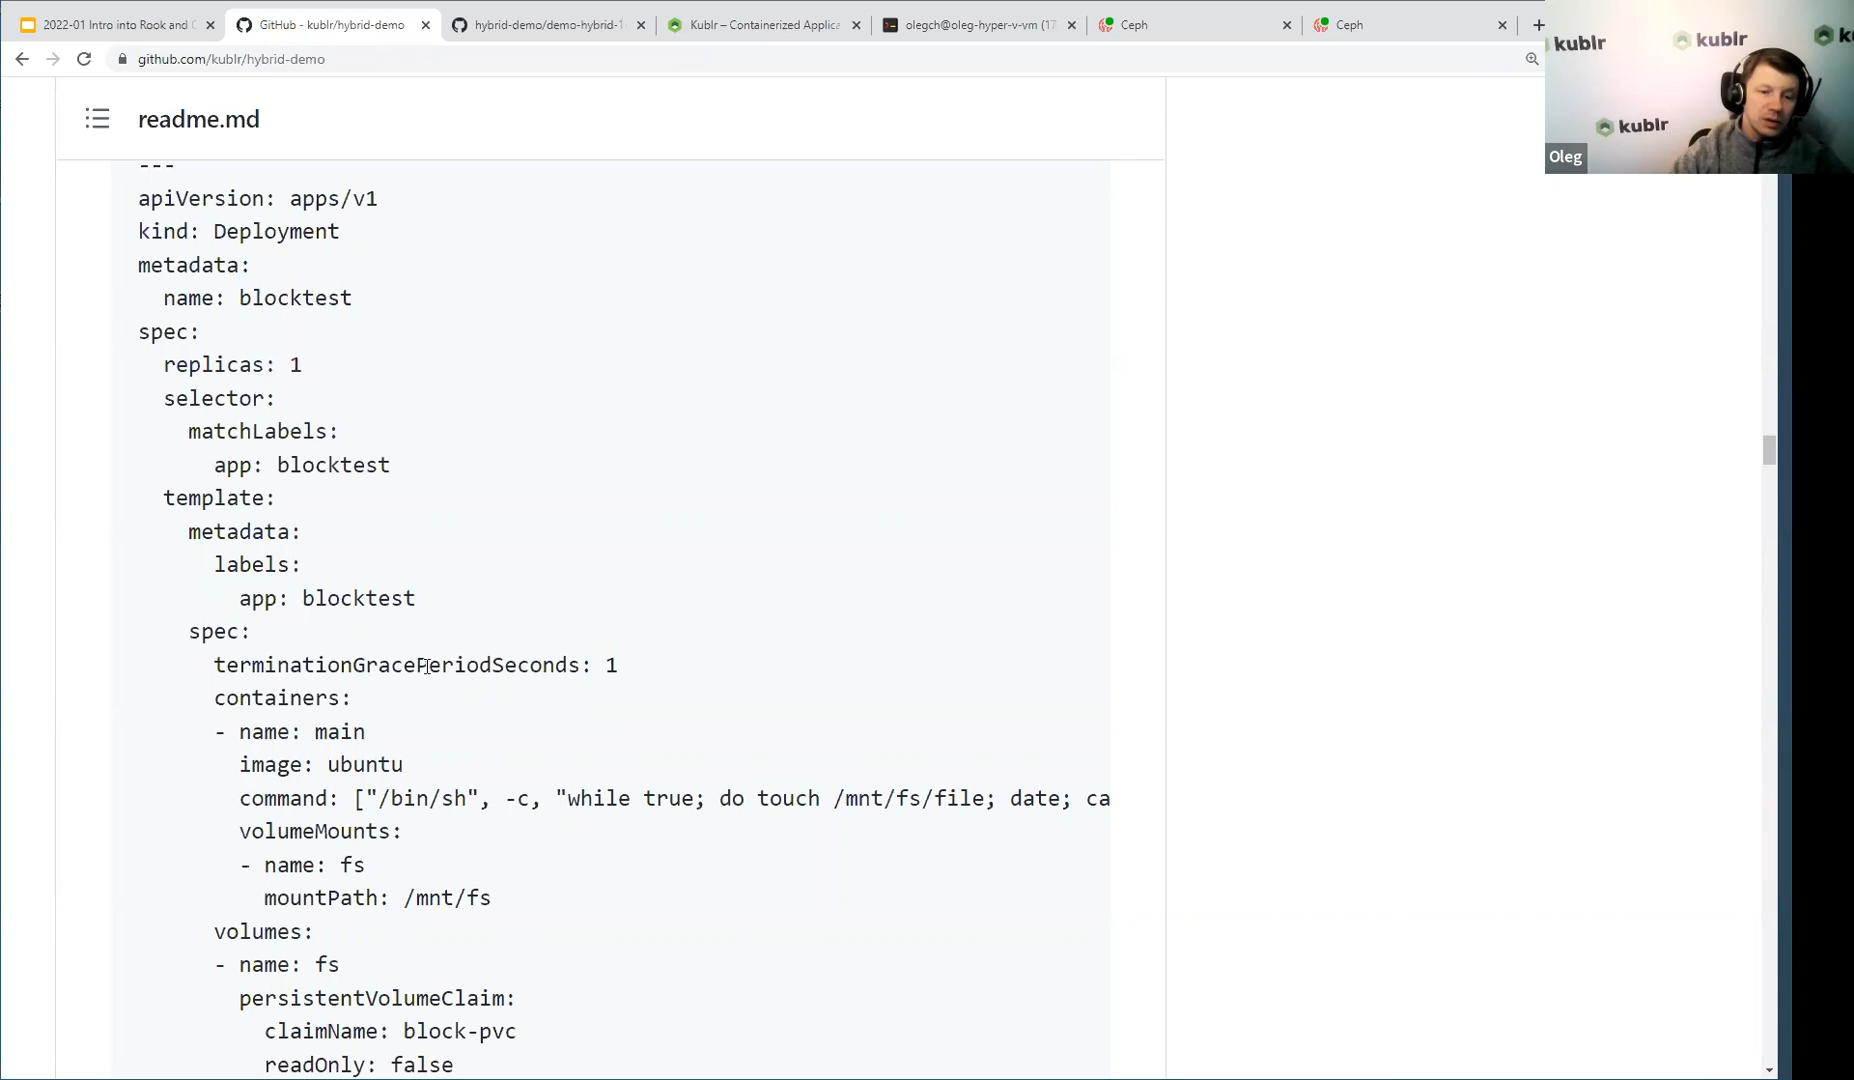 2022-01 Intro into Rook and C
GitHub - kublr/hybrid-demo
hybrid-demo/demo-hybrid-1
Kublr – Containerized Applica
olegch@oleg-hyper-v-vm (17
Ceph
Ceph
github.com/kublr/hybrid-demo
kublr
kublr
kublr
Oleg
readme.md
---
apiVersion: apps/v1
kind: Deployment
metadata:
name: blocktest
spec:
replicas: 1
selector:
matchLabels:
app: blocktest
template:
metadata:
labels:
app: blocktest
spec:
terminationGracePeriodSeconds: 1
containers:
- name: main
image: ubuntu
command: ["/bin/sh", -c, "while true; do touch /mnt/fs/file; date; ca
volumeMounts:
- name: fs
mountPath: /mnt/fs
volumes:
- name: fs
persistentVolumeClaim:
claimName: block-pvc
readOnly: false